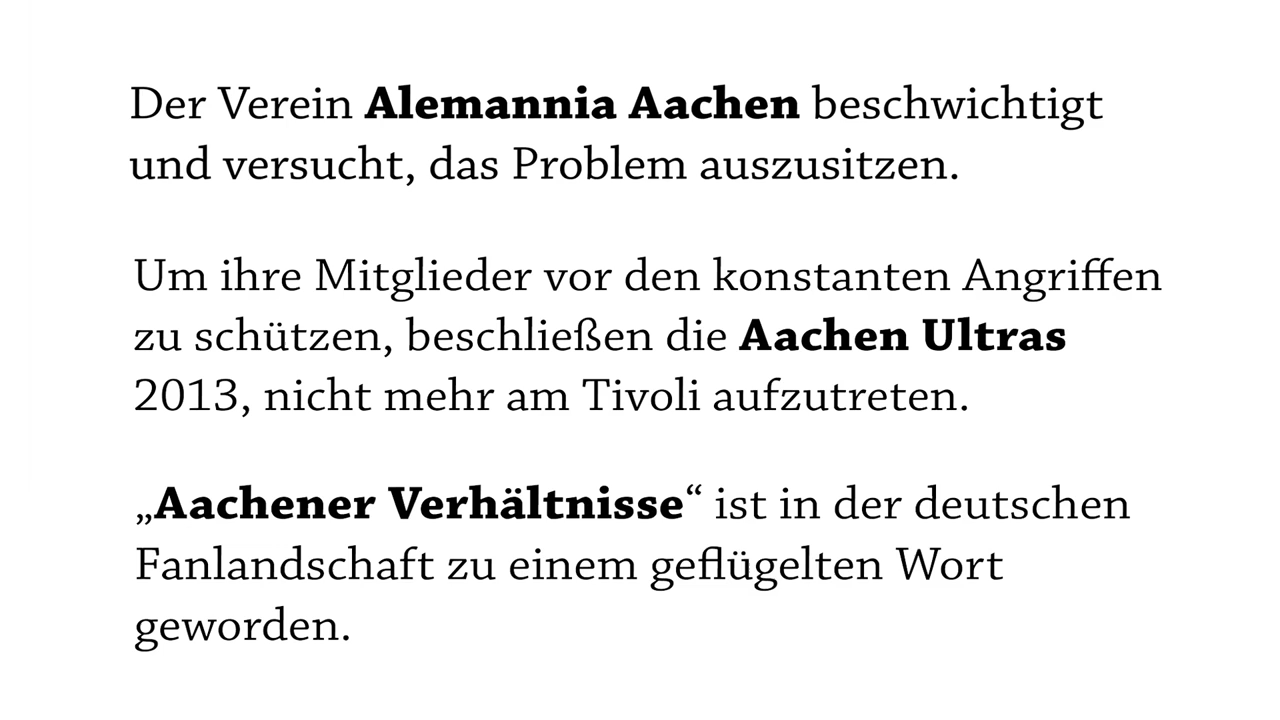 Der Verein Alemannia Aachen beschwichtigt
und versucht, das Problem auszusitzen.
Um ihre Mitglieder vor den konstanten Angriffen
zu schützen, beschließen die Aachen Ultras
2013, nicht mehr am Tivoli aufzutreten.
„Aachener Verhältnisse“ ist in der deutschen
Fanlandschaft zu einem geflügelten Wort
geworden.